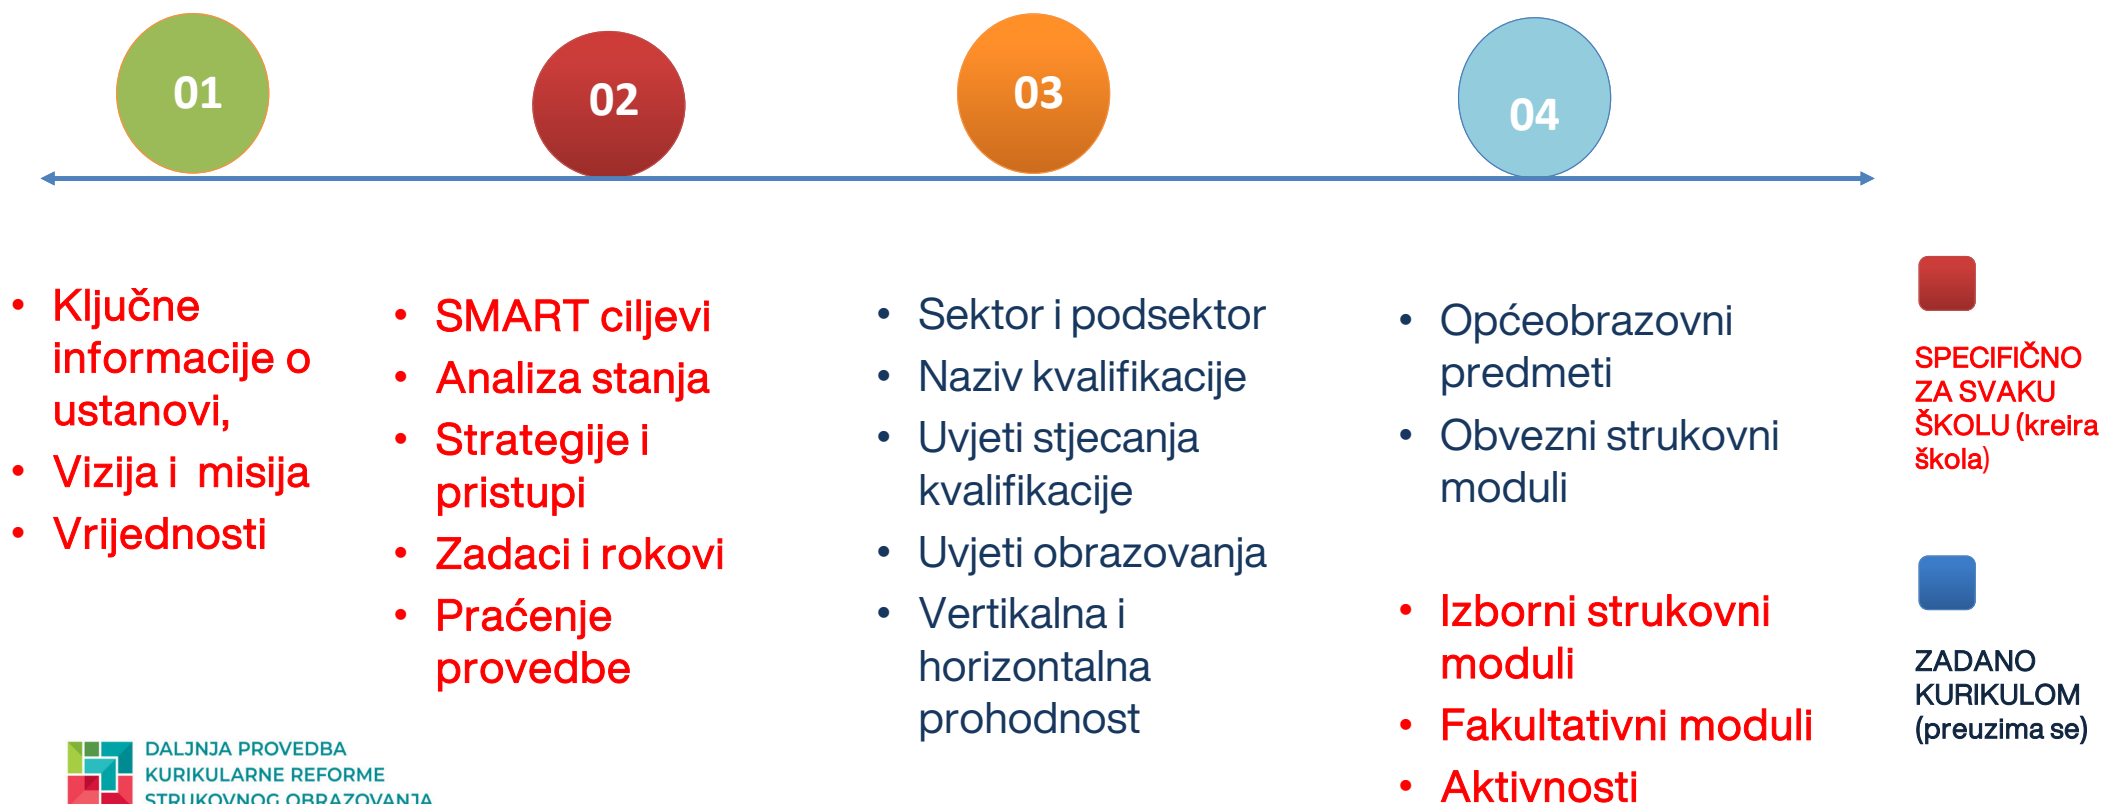 01
02
03
04
• Ključne
informacije o
ustanovi,
• Vizija i misija
• Vrijednosti
• SMART ciljevi
• Analiza stanja
• Strategije i
pristupi
• Zadaci i rokovi
• Praćenje
provedbe
• Sektor i podsektor
• Naziv kvalifikacije
• Uvjeti stjecanja
kvalifikacije
• Uvjeti obrazovanja
• Vertikalna i
horizontalna
prohodnost
• Općeobrazovni
predmeti
• Obvezni strukovni
moduli
• Izborni strukovni
moduli
• Fakultativni moduli
• Aktivnosti
SPECIFIČNO
ZA SVAKU
ŠKOLU (kreira
škola)
ZADANO
KURIKULOM
(preuzima se)
DALJNJA PROVEDBA
KURIKULARNE REFORME
STRUKOVNOG OBRAZOVANJA